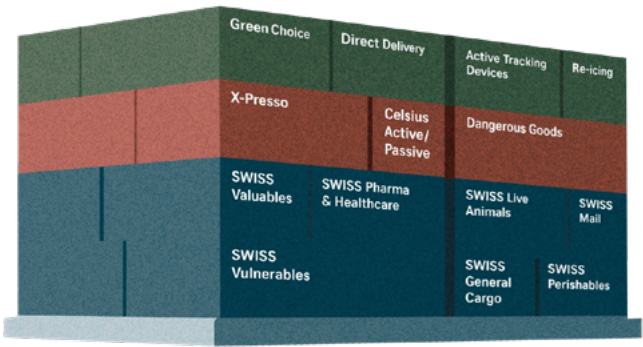 Green Choice
Direct Delivery
Active Tracking
Devices
Re-icing
X-Presso
Celsius
Active/
Passive
Dangerous Goods
SWISS
Valuables
SWISS Pharma
& Healthcare
SWISS Live
Animals
SWISS
Mail
SWISS
Vulnerables
SWISS
General
Cargo
SWISS
Perishables